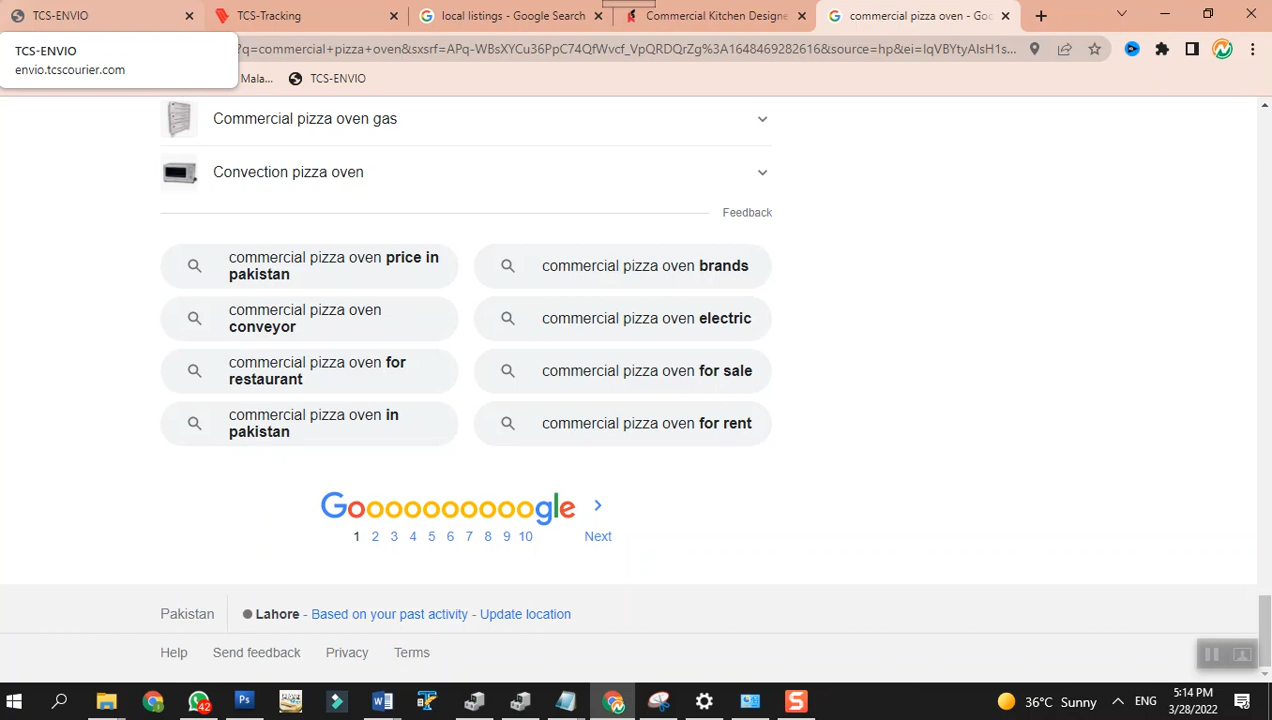 TCS-ENVIO
TCS-Tracking
local listings - Google Search
Commercial Kitchen Designe
commercial pizza oven - Goo
TCS-ENVIO
envio.tcscourier.com
?q=commercial+pizza+oven&sxsrf=APq-WBsXYCu36PpC74QfWvcf_VpQRDQrZg%3A1648469282616&source=hp&ei=IqVBYtyAIsH1s...
Mala...
TCS-ENVIO
Commercial pizza oven gas
Convection pizza oven
Feedback
commercial pizza oven price in
pakistan
commercial pizza oven brands
commercial pizza oven
conveyor
commercial pizza oven electric
commercial pizza oven for
restaurant
commercial pizza oven for sale
commercial pizza oven in
pakistan
commercial pizza oven for rent
Goooooooooogle
1 2 3 4 5 6 7 8 9 10 Next
Pakistan
Lahore - Based on your past activity - Update location
Help Send feedback Privacy Terms
42
Ps
36°C Sunny
ENG
5:14 PM
3/28/2022